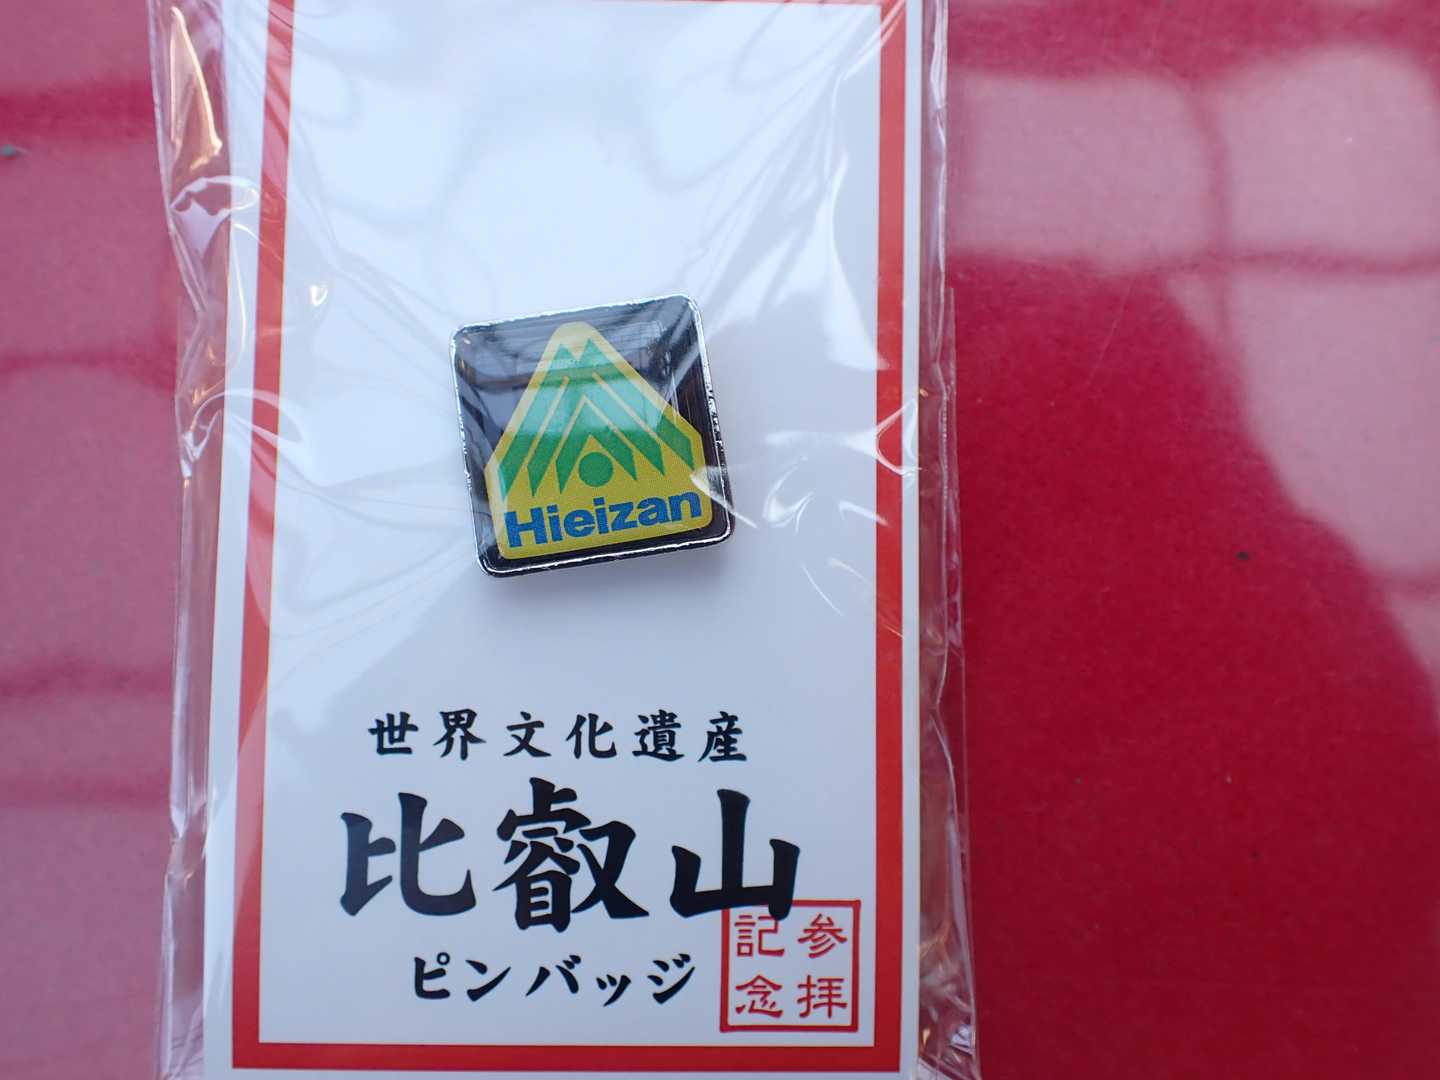 Hieizan
世界文化遺産
比叡山
ピンバッジ
参拝
記念